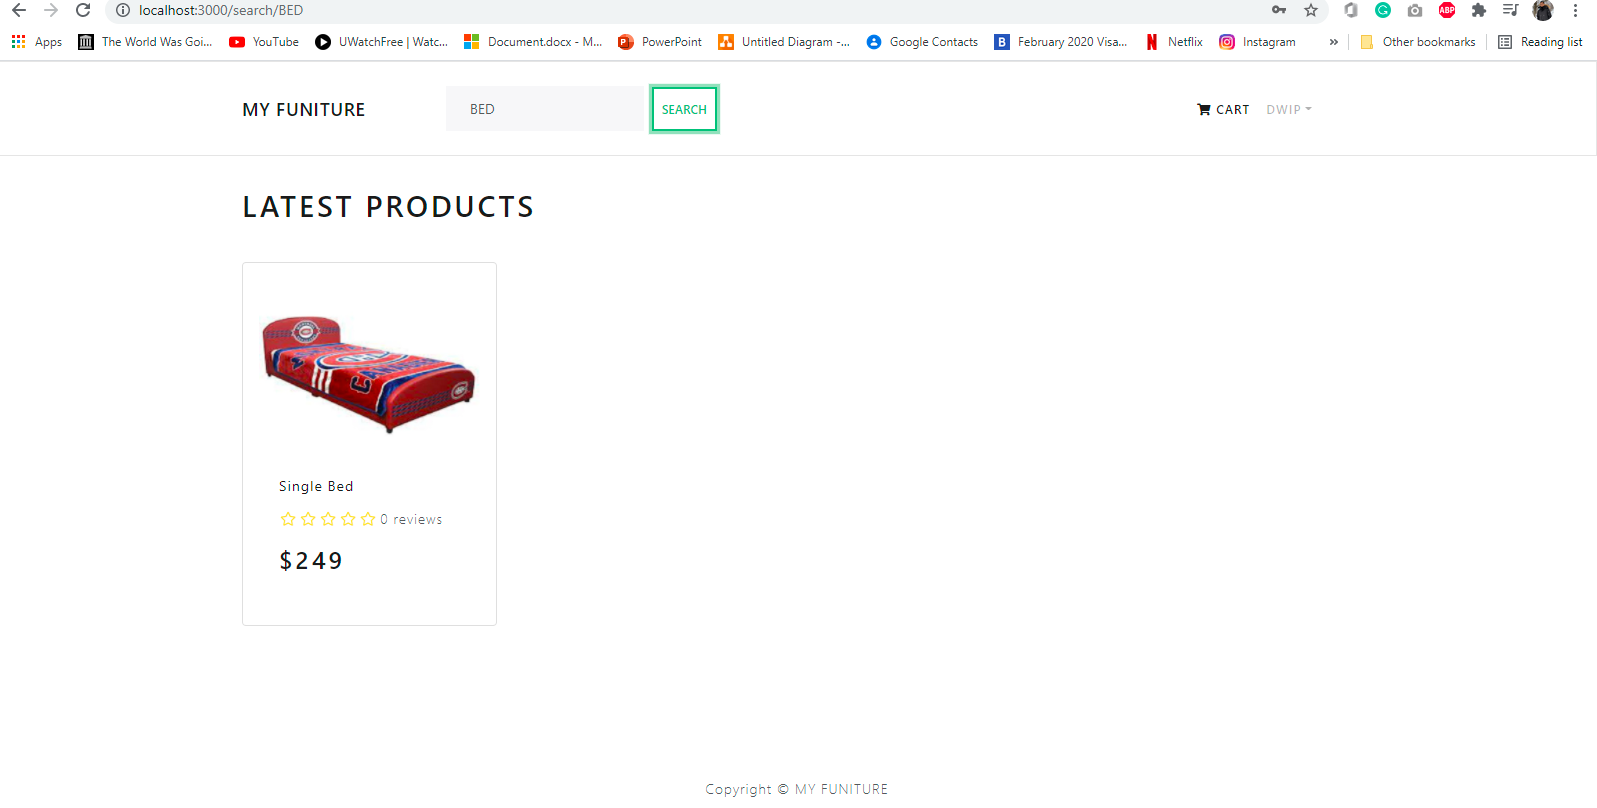 localhost:3000/search/BED
ABP
Apps The World Was Goi... YouTube UWatchFree | Watc... Document.docx - M... PowerPoint Untitled Diagram -... Google Contacts B February 2020 Visa... Netflix Instagram » Other bookmarks Reading list
MY FUNITURE BED SEARCH CART DWIP
LATEST PRODUCTS
Single Bed
0 reviews
$249
Copyright © MY FUNITURE